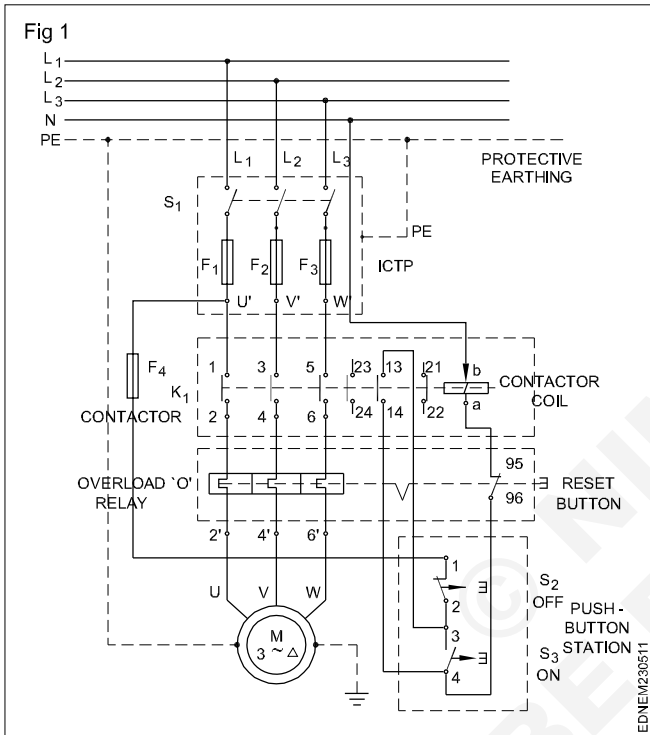 Fig 1
L1
L2
L3
N
PE
L1 L2 L3
PROTECTIVE
EARTHING
S1
PE
F1 F2 F3
ICTP
U' V' W'
F4
1 3 5 23 13 21
b
K1
CONTACTOR
COIL
CONTACTOR
a
2 4 6 24 14 22
OVERLOAD `O'
RELAY
95
96
RESET
BUTTON
2' 4' 6'
1
U V W
S2
OFF
2
PUSH -
BUTTON
STATION
3
M
3 ~ △
S3
ON
4
EDNEM230511
© NI